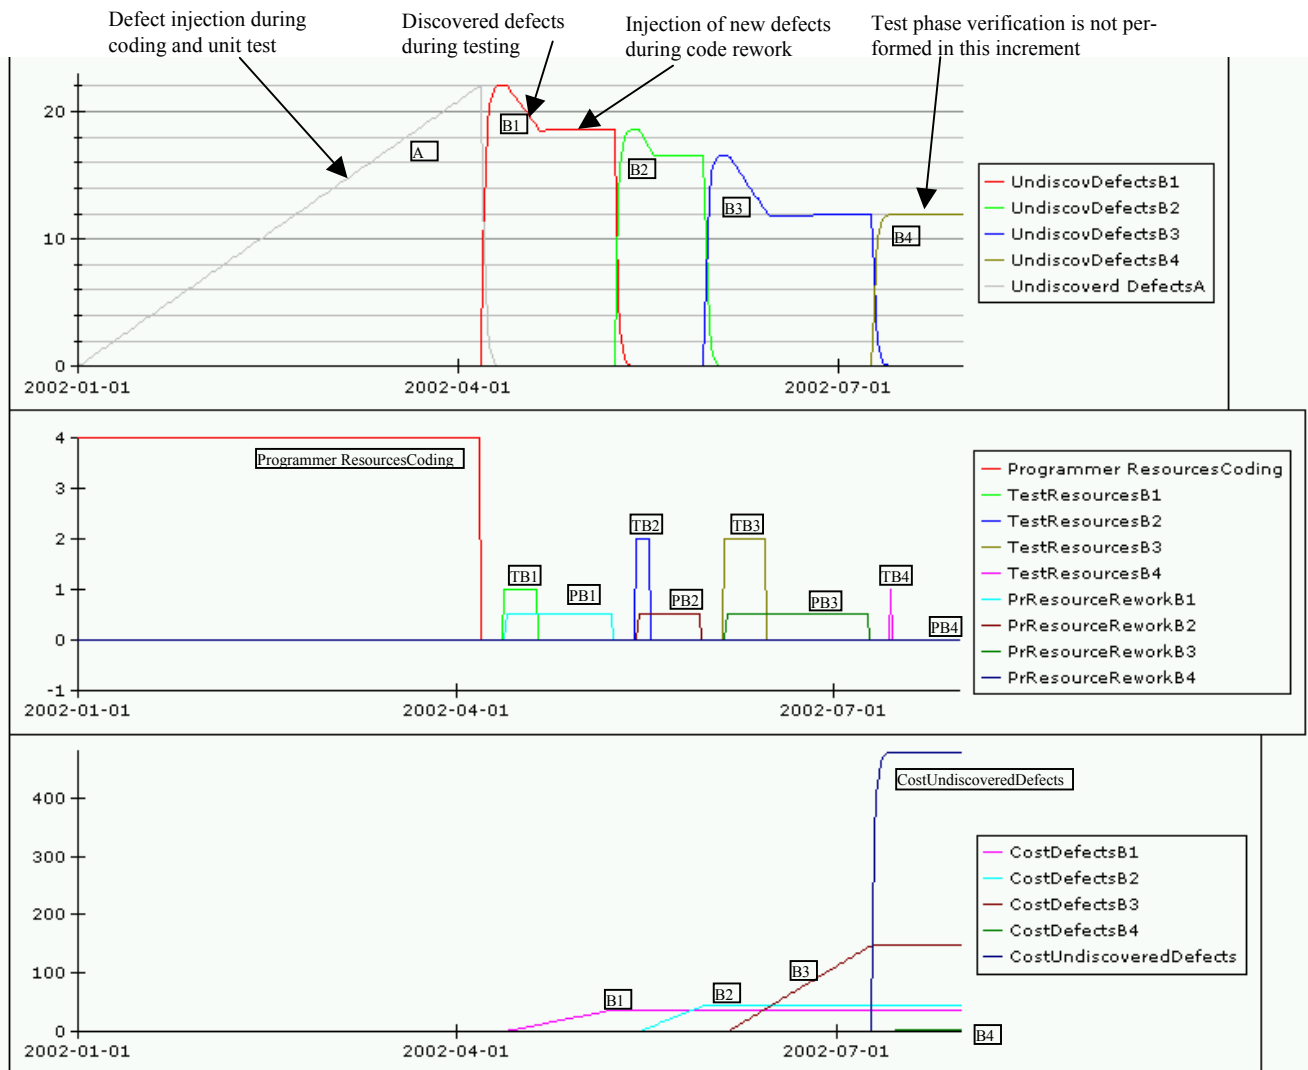 Defect injection during
coding and unit test
Discovered defects
during testing
Injection of new defects
during code rework
Test phase verification is not per-
formed in this increment
20
10
0
2002-01-01
2002-04-01
2002-07-01
A
B1
B2
B3
B4
UndiscovDefectsB1
UndiscovDefectsB2
UndiscovDefectsB3
UndiscovDefectsB4
Undiscoverd DefectsA
4
3
2
1
0
-1
2002-01-01
2002-04-01
2002-07-01
Programmer ResourcesCoding
TB1
PB1
TB2
PB2
TB3
PB3
TB4
PB4
Programmer ResourcesCoding
TestResourcesB1
TestResourcesB2
TestResourcesB3
TestResourcesB4
PrResourceReworkB1
PrResourceReworkB2
PrResourceReworkB3
PrResourceReworkB4
400
300
200
100
0
2002-01-01
2002-04-01
2002-07-01
B1
B2
B3
B4
CostUndiscoveredDefects
CostDefectsB1
CostDefectsB2
CostDefectsB3
CostDefectsB4
CostUndiscoveredDefects